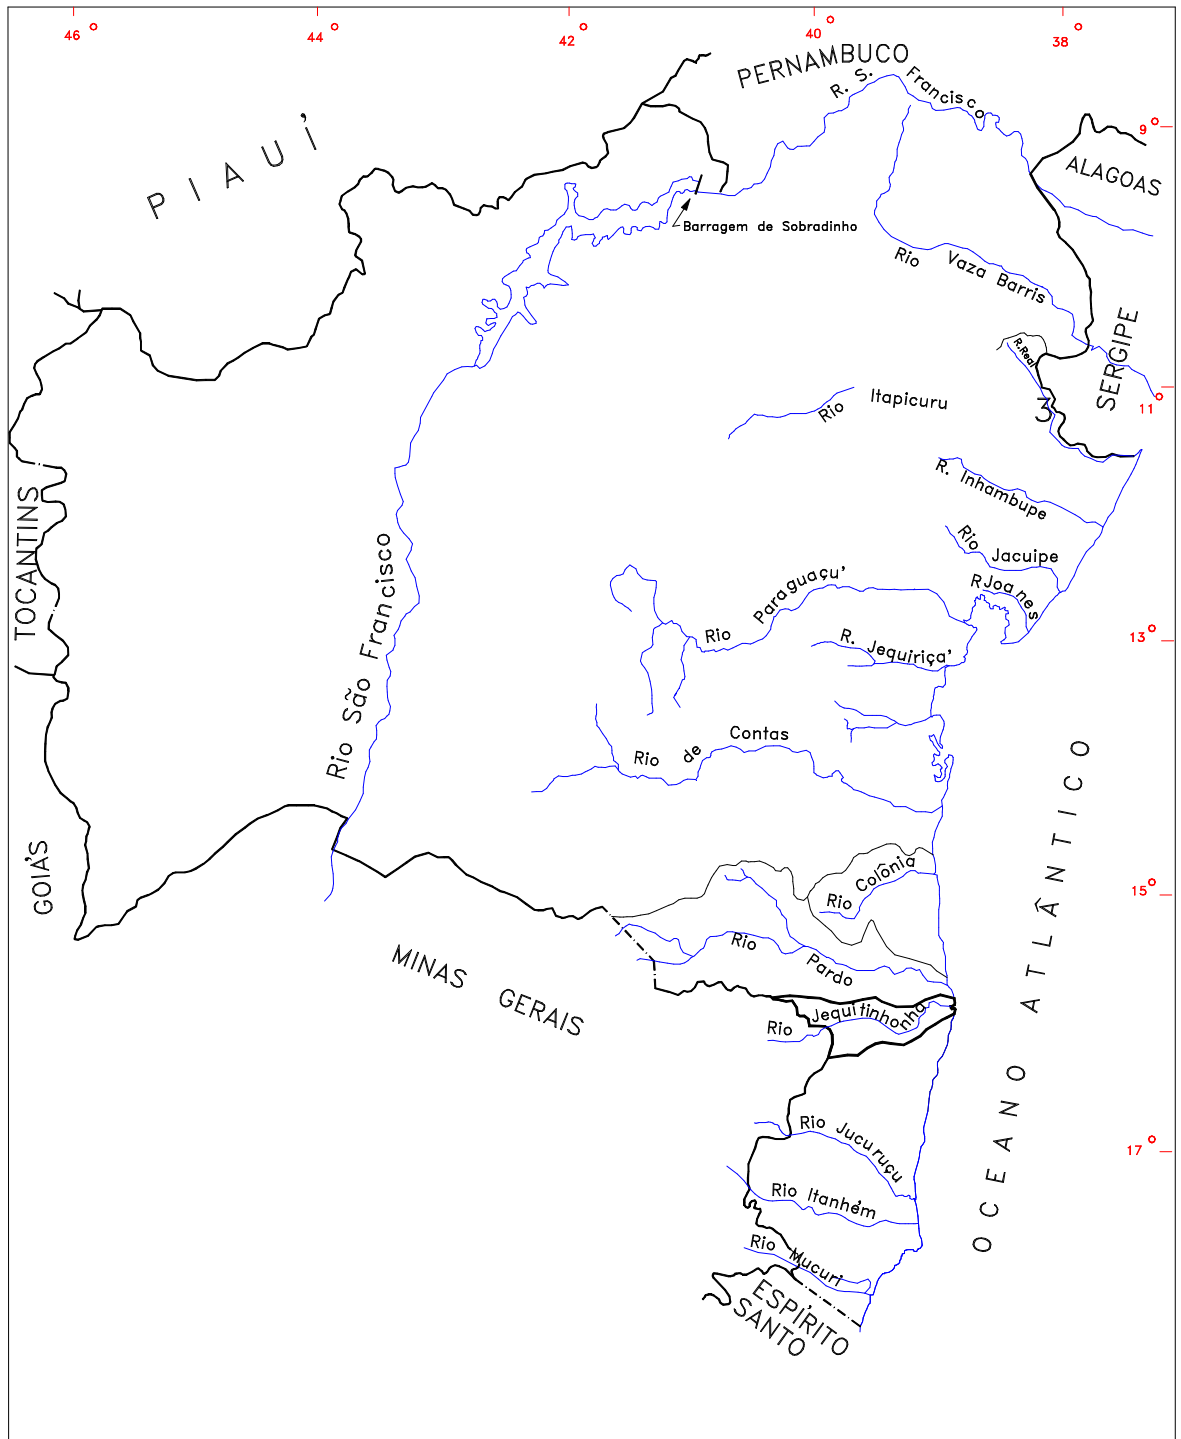 46°
44°
42°
40°
38°
PERNAMBUCO
R. S. Francisco
9°
PIAUÍ
ALAGOAS
Barragem de Sobradinho
Rio Vaza Barris
SERGIPE
R.Real
11°
3
Rio Itapicuru
R. Inhambupe
TOCANTINS
Rio Jacuipe
R Joanes
Rio Paraguaçu'
13°
R. Jequiriça'
Rio São Francisco
Rio de Contas
OCEANO ATLÂNTICO
GOIÁS
Rio Colônia
15°
Rio Pardo
MINAS GERAIS
Rio Jequitinhonha
Rio Jucuruçu
17°
Rio Itanhém
Rio Mucuri
ESPÍRITO
SANTO